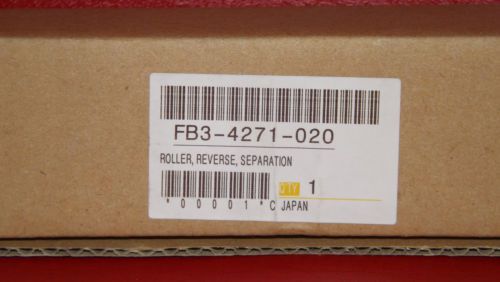 FB3-4271-020
ROLLER, REVERSE, SEPARATION
QTY 1
*00001*C JAPAN